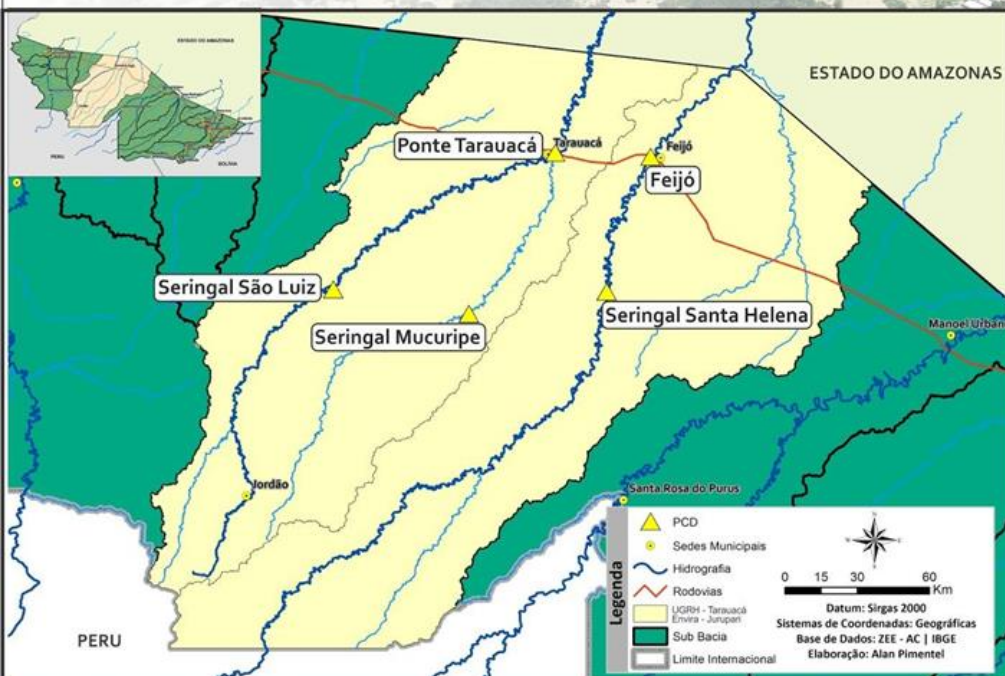 ESTADO DO AMAZONAS
PERU
BOLIVIA
ESTADO DO AMAZONAS
Ponte Tarauacá
Tarauacá
Feijó
Feijó
Seringal São Luiz
Seringal Mucuripe
Seringal Santa Helena
Manoel Urban
Jordão
Santa Rosa do Purus
PERU
Legenda
PCD
Sedes Municipais
Hidrografia
Rodovias
UGRH - Tarauacá
Envira - Jurupari
Sub Bacia
Limite Internacional
N
0 15 30 60
Km
Datum: Sirgas 2000
Sistemas de Coordenadas: Geográficas
Base de Dados: ZEE - AC | IBGE
Elaboração: Alan Pimentel